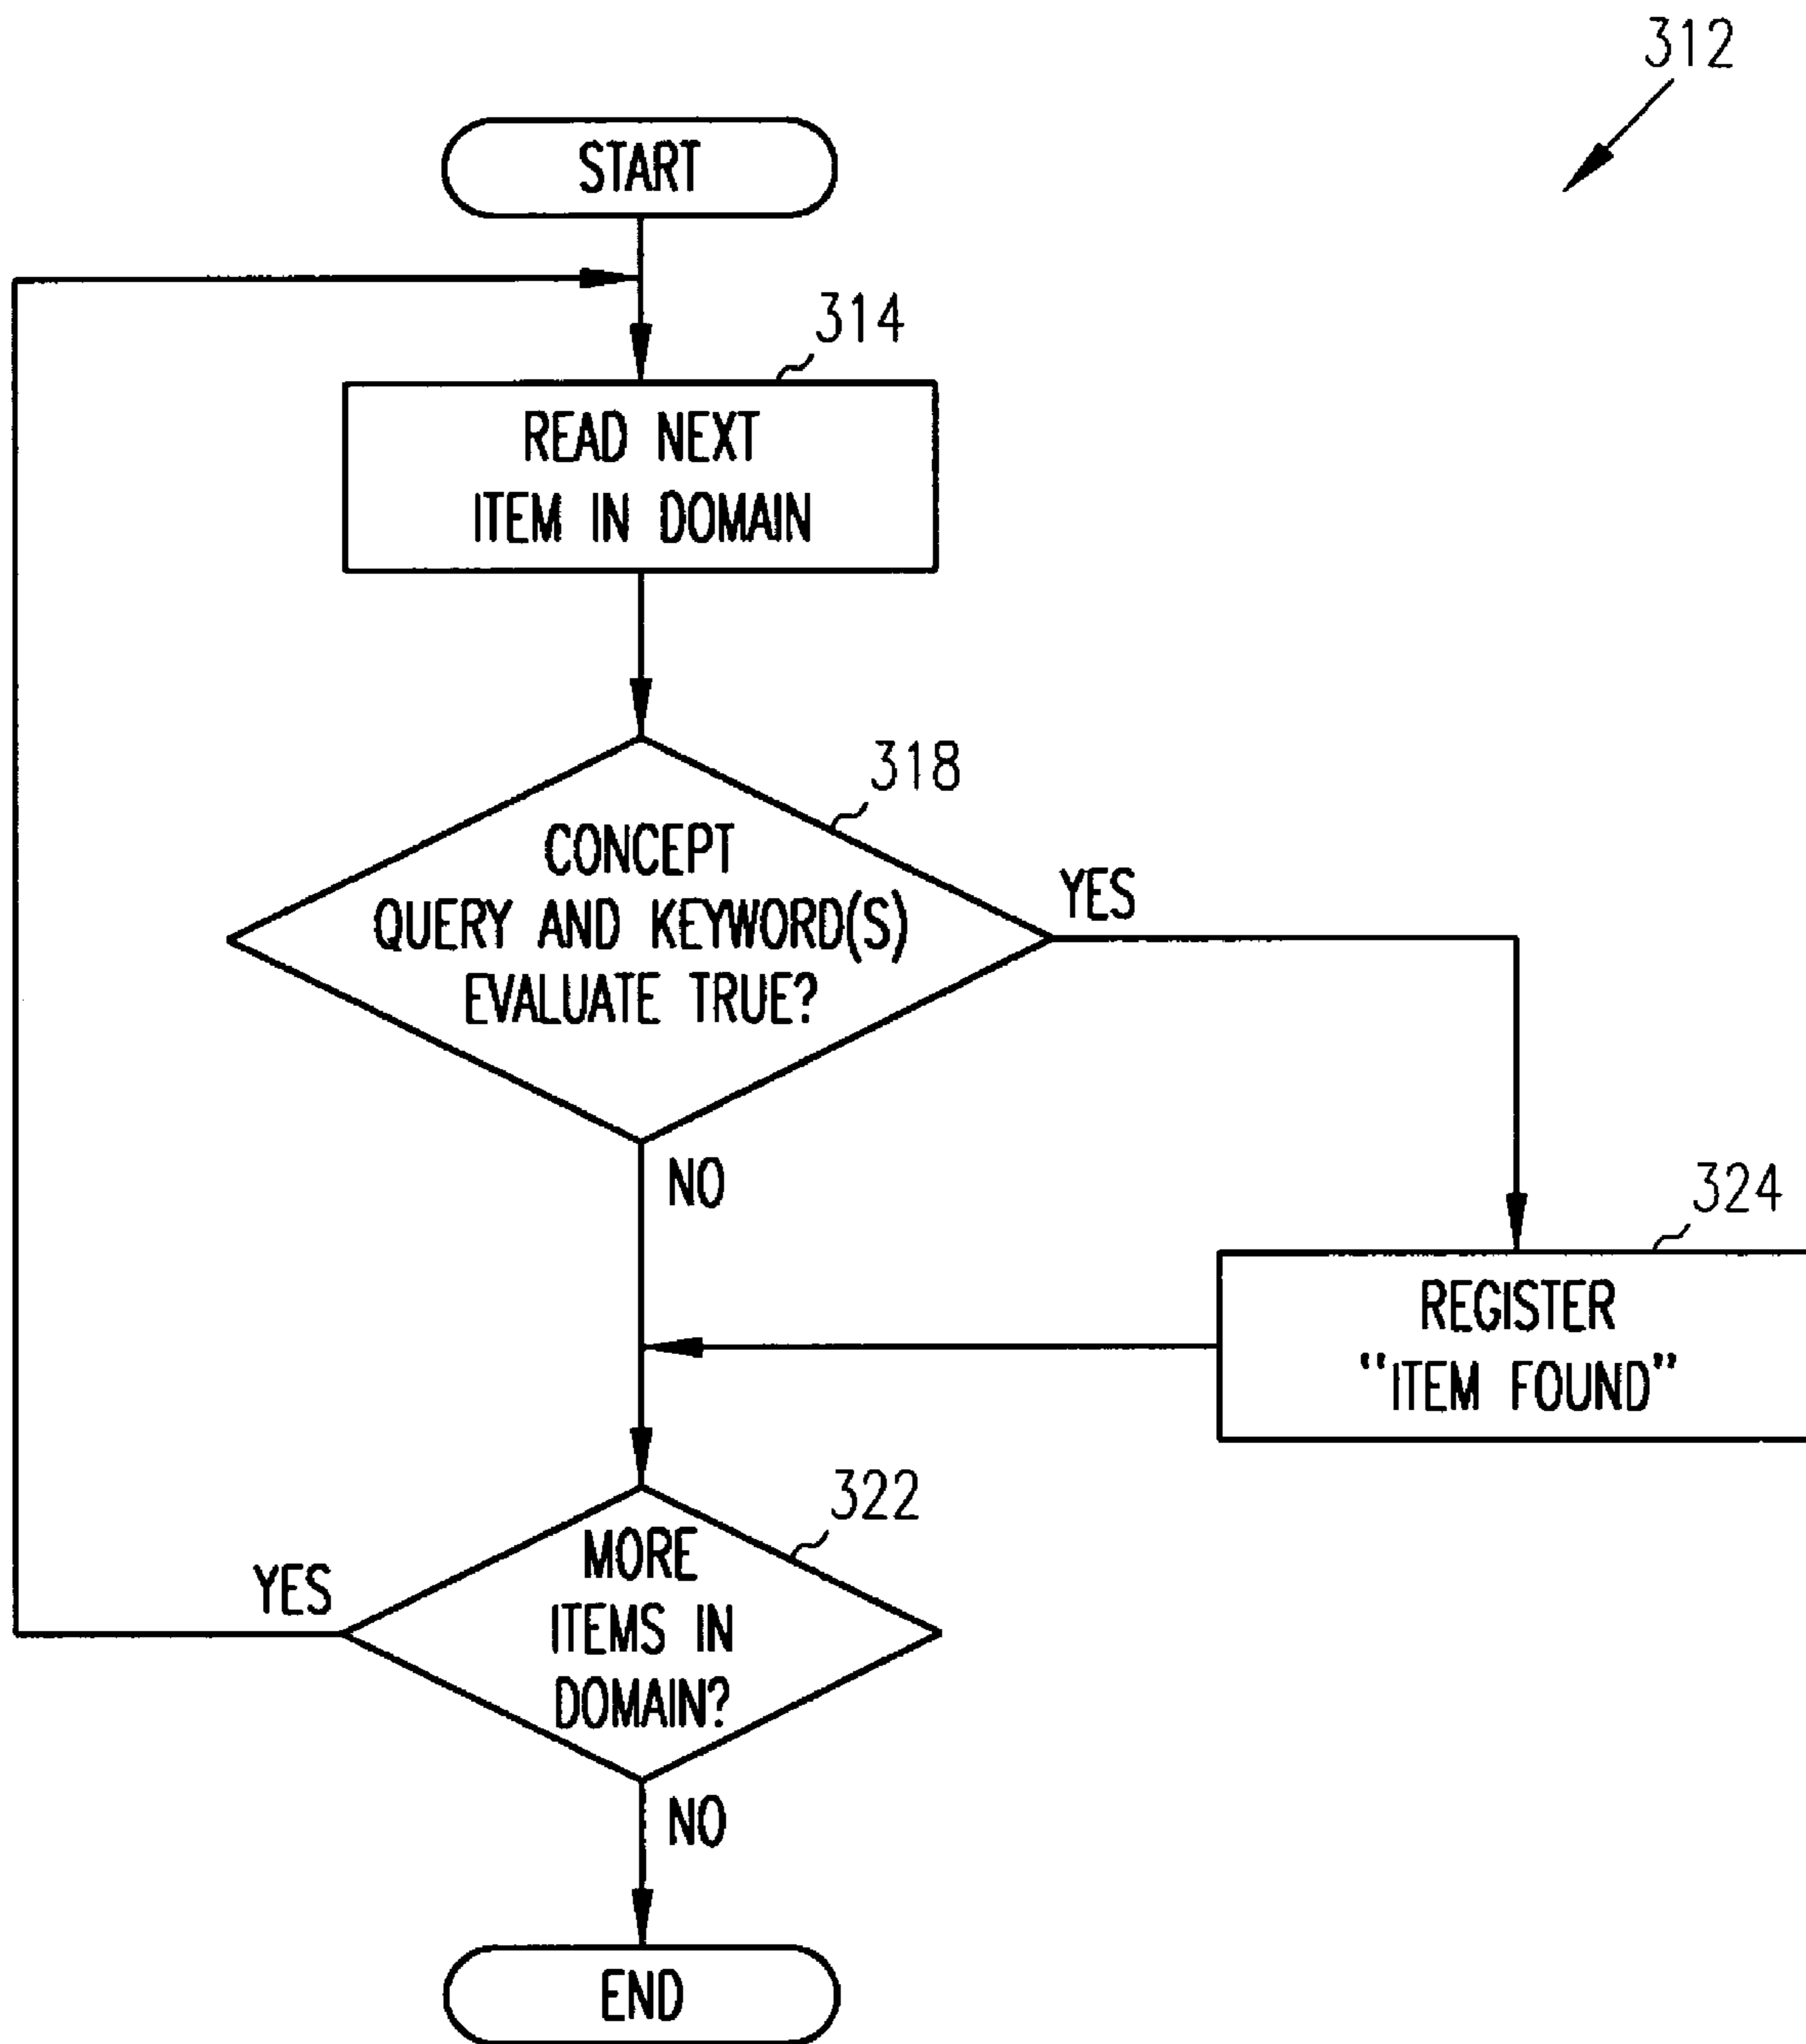 312
START
314
READ NEXT
ITEM IN DOMAIN
318
CONCEPT
QUERY AND KEYWORD(S)
EVALUATE TRUE?
YES
NO
324
REGISTER
"ITEM FOUND"
322
MORE
ITEMS IN
DOMAIN?
YES
NO
END